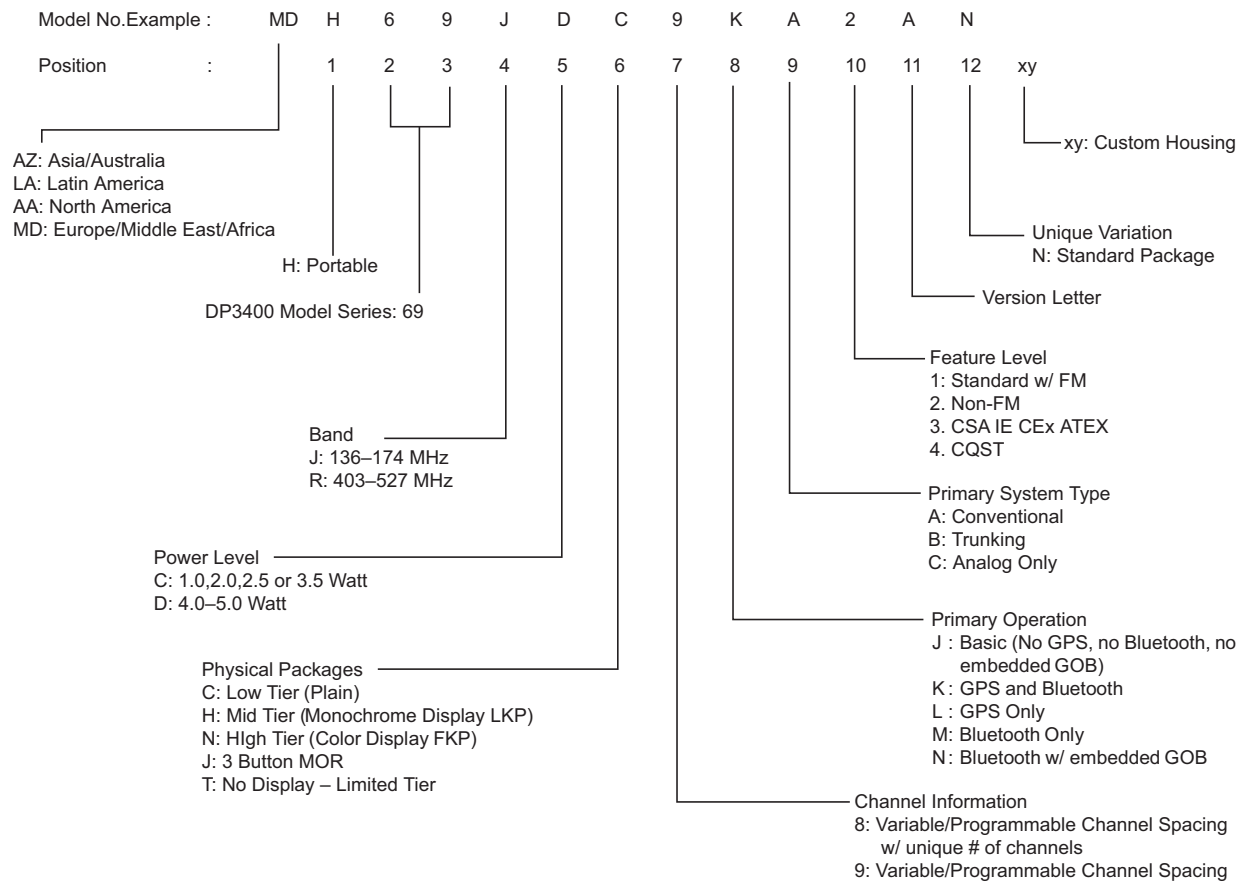 Model No.Example : MD H 6 9 J D C 9 K A 2 A N
Position : 1 2 3 4 5 6 7 8 9 10 11 12 xy
xy: Custom Housing
AZ: Asia/Australia
LA: Latin America
AA: North America
MD: Europe/Middle East/Africa
Unique Variation
N: Standard Package
H: Portable
Version Letter
DP3400 Model Series: 69
Feature Level
1: Standard w/ FM
2. Non-FM
3. CSA IE CEx ATEX
4. CQST
Band
J: 136–174 MHz
R: 403–527 MHz
Primary System Type
A: Conventional
B: Trunking
C: Analog Only
Power Level
C: 1.0,2.0,2.5 or 3.5 Watt
D: 4.0–5.0 Watt
Primary Operation
J : Basic (No GPS, no Bluetooth, no
embedded GOB)
K : GPS and Bluetooth
L : GPS Only
M: Bluetooth Only
N : Bluetooth w/ embedded GOB
Physical Packages
C: Low Tier (Plain)
H: Mid Tier (Monochrome Display LKP)
N: HIgh Tier (Color Display FKP)
J: 3 Button MOR
T: No Display – Limited Tier
Channel Information
8: Variable/Programmable Channel Spacing
w/ unique # of channels
9: Variable/Programmable Channel Spacing